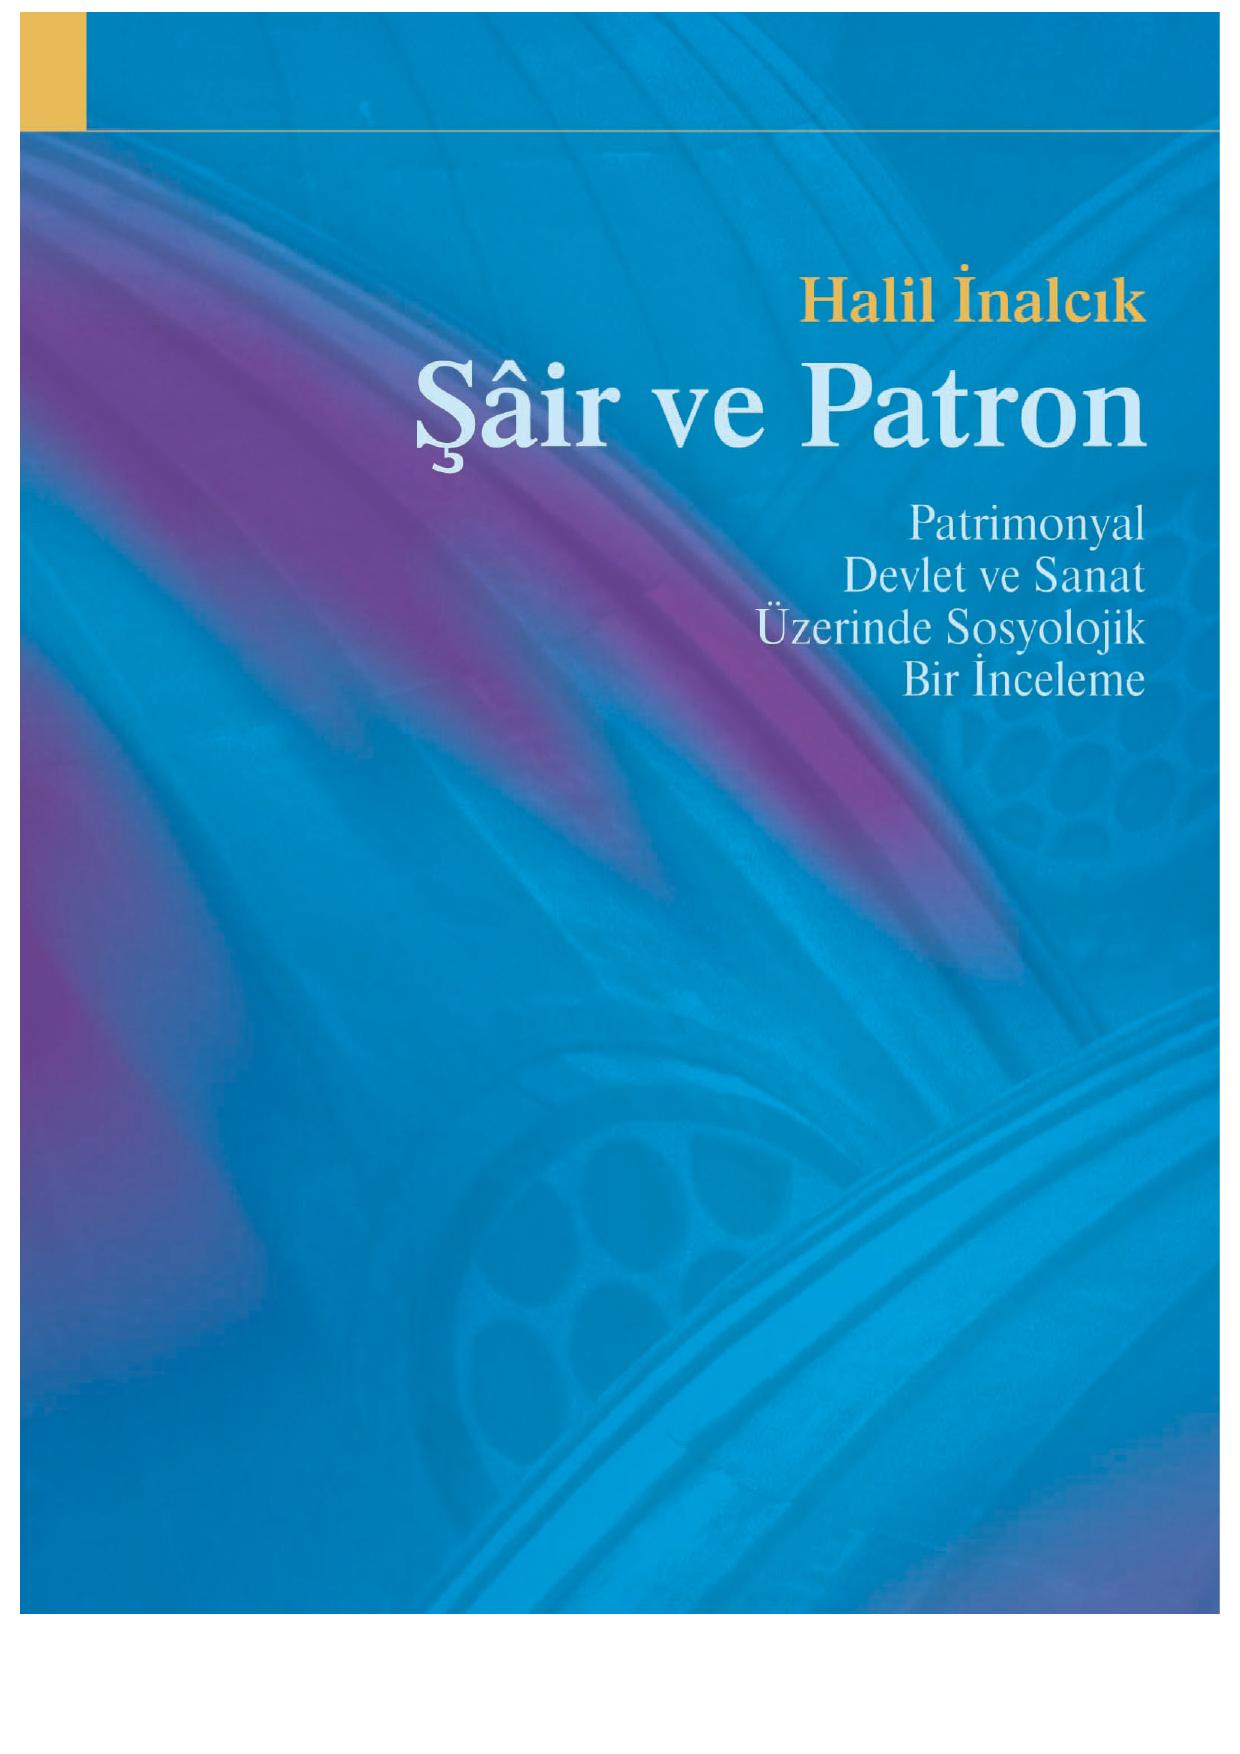 Halil İnalcık
Şâir ve Patron
Patrimonyal
Devlet ve Sanat
Üzerinde Sosyolojik
Bir İnceleme